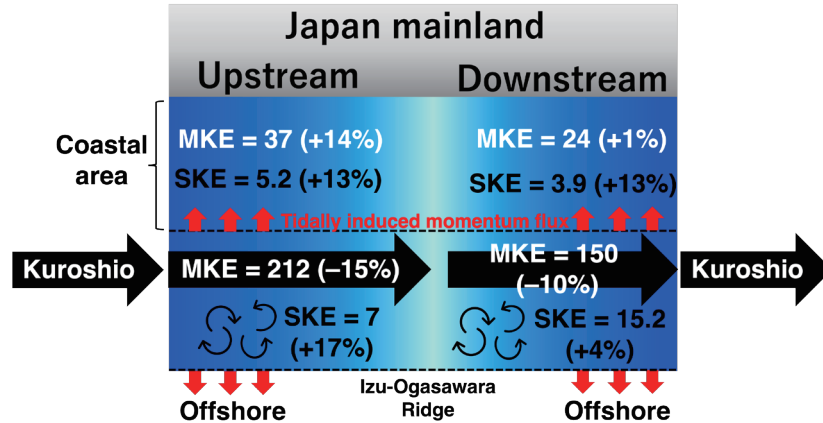 Japan mainland
Upstream
Downstream
Coastal
area
MKE = 37 (+14%)
SKE = 5.2 (+13%)
MKE = 24 (+1%)
SKE = 3.9 (+13%)
Tidally induced momentum flux
Kuroshio
MKE = 212 (–15%)
MKE = 150
(–10%)
Kuroshio
SKE = 7
(+17%)
SKE = 15.2
(+4%)
Offshore
Izu-Ogasawara
Ridge
Offshore